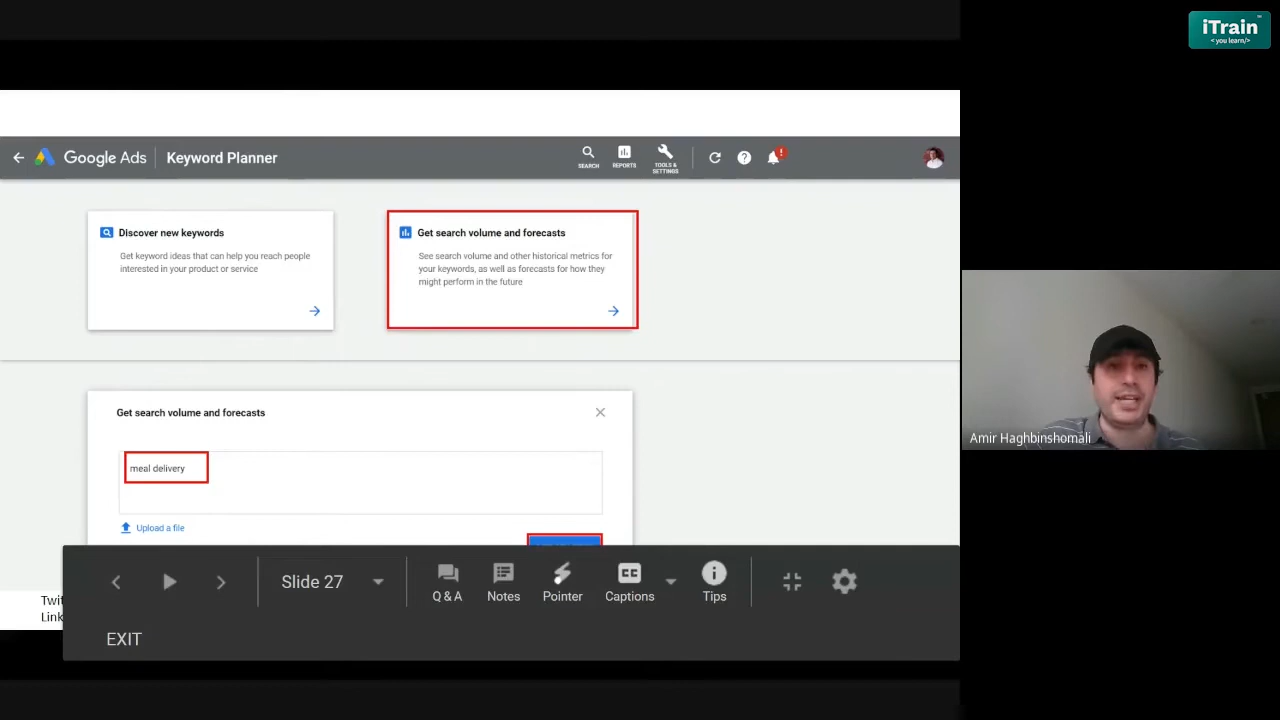 iTrain
< you learn/>
Google Ads
Keyword Planner
SEARCH
REPORTS
TOOLS &
SETTINGS
Discover new keywords
Get keyword ideas that can help you reach people
interested in your product or service
Get search volume and forecasts
See search volume and other historical metrics for
your keywords, as well as forecasts for how they
might perform in the future
Get search volume and forecasts
meal delivery
Upload a file
Amir Haghbinshomali
Twit
Link
Slide 27
Q & A
Notes
Pointer
CC
Captions
Tips
EXIT